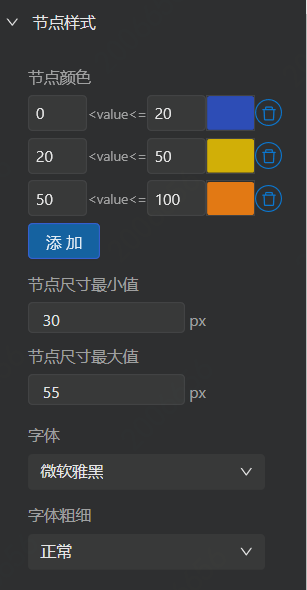 节点样式
节点颜色
0 <value<= 20
20 <value<= 50
50 <value<= 100
添 加
节点尺寸最小值
30 px
节点尺寸最大值
55 px
字体
微软雅黑
字体粗细
正常